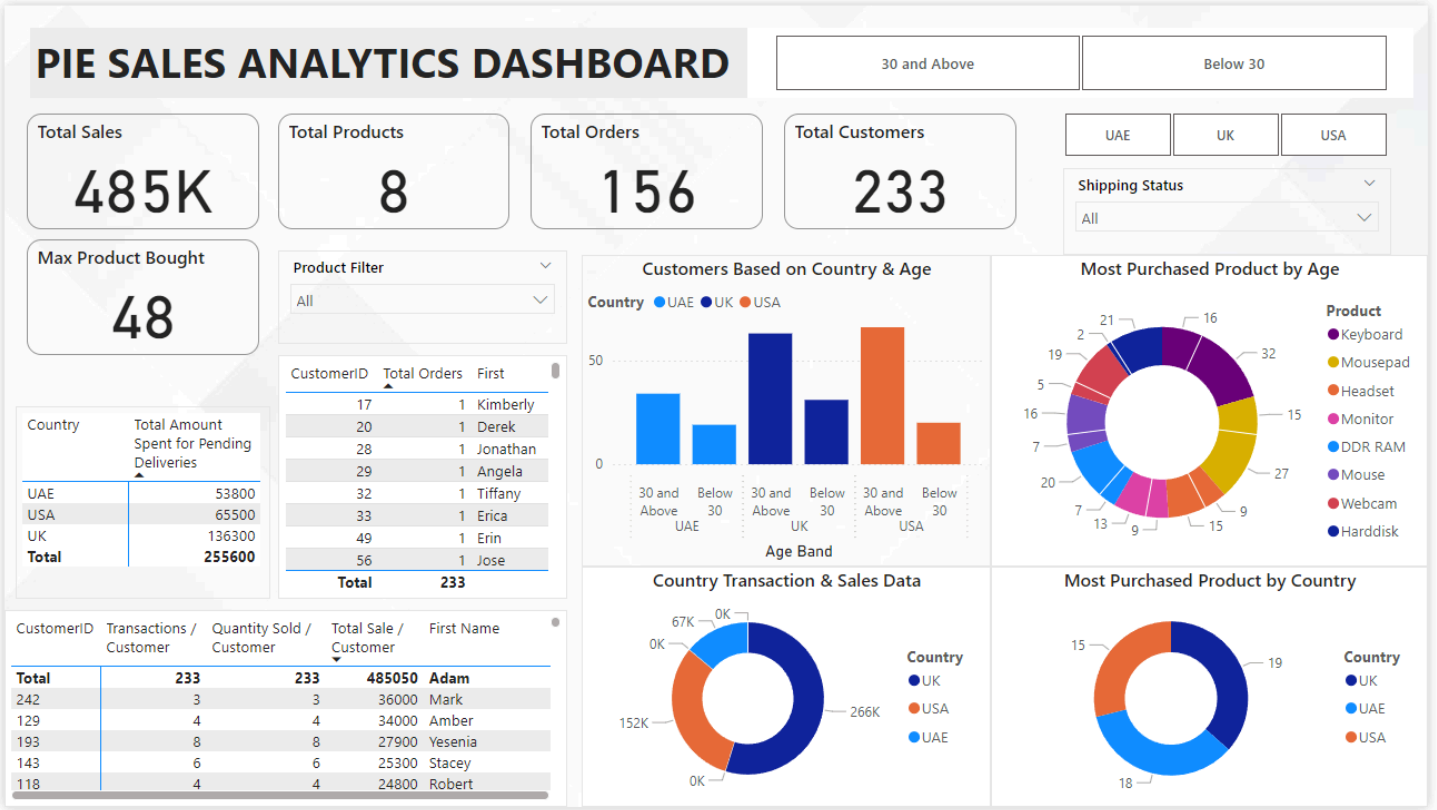 PIE SALES ANALYTICS DASHBOARD
30 and Above
Below 30
Total Sales
485K
Total Products
8
Total Orders
156
Total Customers
233
UAE
UK
USA
Shipping Status
All
Max Product Bought
48
Product Filter
All
CustomerID Total Orders First
17 1 Kimberly
20 1 Derek
28 1 Jonathan
29 1 Angela
32 1 Tiffany
33 1 Erica
49 1 Erin
56 1 Jose
Total 233
Country Total Amount
Spent for Pending
Deliveries
UAE 53800
USA 65500
UK 136300
Total 255600
CustomerID Transactions / Quantity Sold / Total Sale / First Name
Customer Customer Customer
Total 233 233 485050 Adam
242 3 3 36000 Mark
129 4 4 34000 Amber
193 8 8 27900 Yesenia
143 6 6 25300 Stacey
118 4 4 24800 Robert
Customers Based on Country & Age
Country UAE UK USA
50
0
30 and Below 30 and Below 30 and Below
Above 30 Above 30 Above 30
UAE UK USA
Age Band
Most Purchased Product by Age
16
32
15
27
9
15
9
13
7
20
7
16
5
19
2
21
Product
Keyboard
Mousepad
Headset
Monitor
DDR RAM
Mouse
Webcam
Harddisk
Country Transaction & Sales Data
0K
67K
0K
152K
0K
266K
Country
UK
USA
UAE
Most Purchased Product by Country
15
19
18
Country
UK
UAE
USA